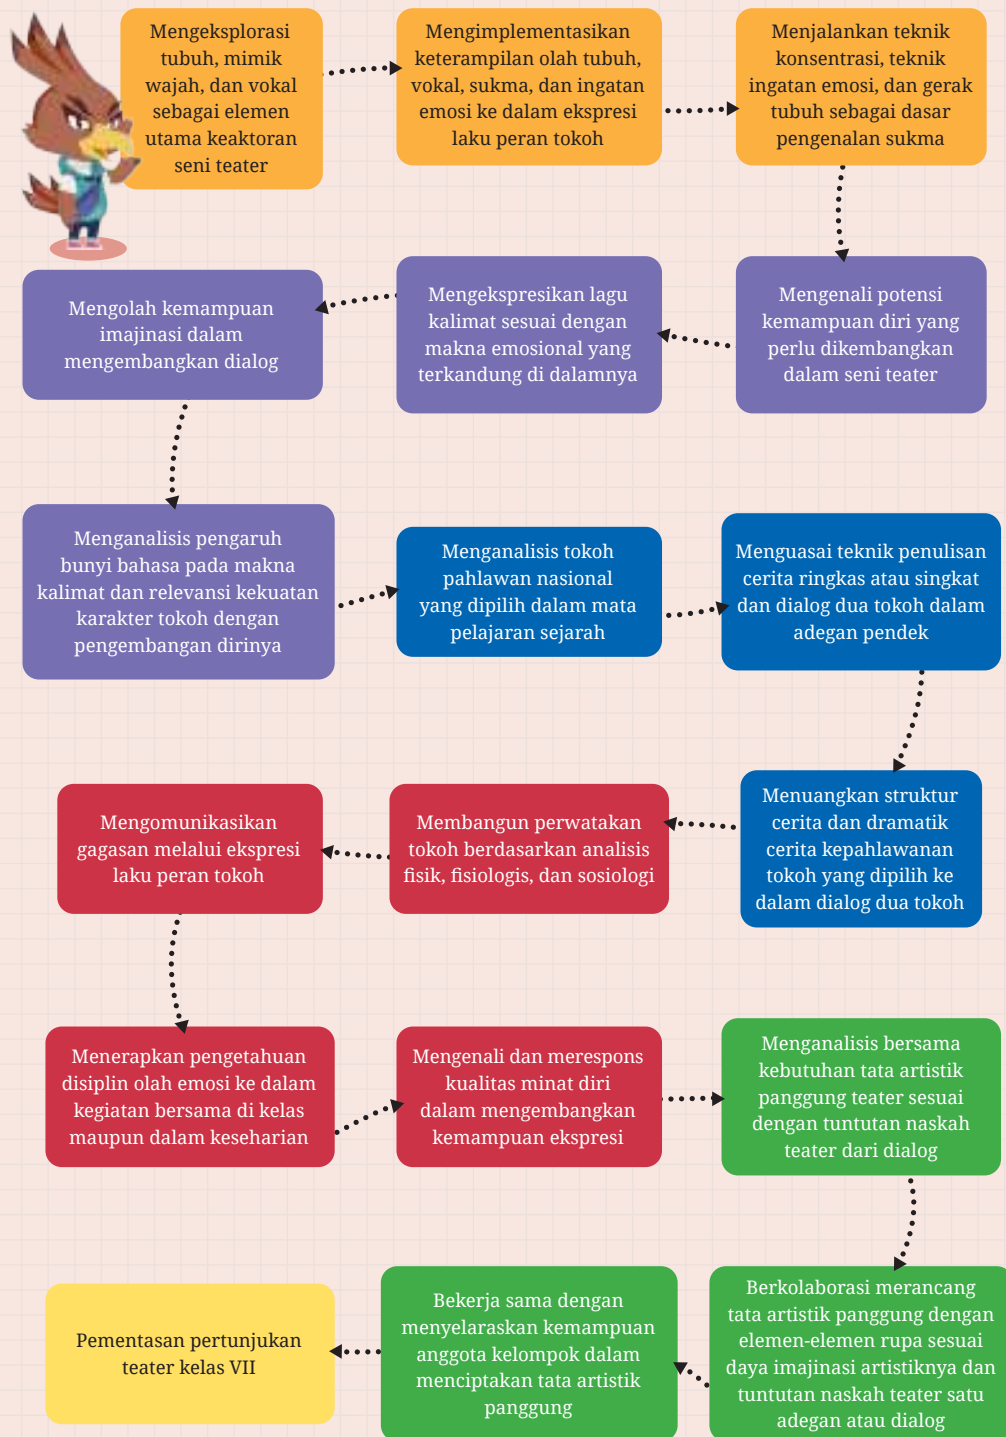 Mengeksplorasi
tubuh, mimik
wajah, dan vokal
sebagai elemen
utama keaktoran
seni teater
Mengimplementasikan
keterampilan olah tubuh,
vokal, sukma, dan ingatan
emosi ke dalam ekspresi
laku peran tokoh
Menjalankan teknik
konsentrasi, teknik
ingatan emosi, dan gerak
tubuh sebagai dasar
pengenalan sukma
Mengenali potensi
kemampuan diri yang
perlu dikembangkan
dalam seni teater
Mengekspresikan lagu
kalimat sesuai dengan
makna emosional yang
terkandung di dalamnya
Mengolah kemampuan
imajinasi dalam
mengembangkan dialog
Menganalisis pengaruh
bunyi bahasa pada makna
kalimat dan relevansi kekuatan
karakter tokoh dengan
pengembangan dirinya
Menganalisis tokoh
pahlawan nasional
yang dipilih dalam mata
pelajaran sejarah
Menguasai teknik penulisan
cerita ringkas atau singkat
dan dialog dua tokoh dalam
adegan pendek
Menuangkan struktur
cerita dan dramatik
cerita kepahlawanan
tokoh yang dipilih ke
dalam dialog dua tokoh
Membangun perwatakan
tokoh berdasarkan analisis
fisik, fisiologis, dan sosiologi
Mengomunikasikan
gagasan melalui ekspresi
laku peran tokoh
Menerapkan pengetahuan
disiplin olah emosi ke dalam
kegiatan bersama di kelas
maupun dalam keseharian
Mengenali dan merespons
kualitas minat diri
dalam mengembangkan
kemampuan ekspresi
Menganalisis bersama
kebutuhan tata artistik
panggung teater sesuai
dengan tuntutan naskah
teater dari dialog
Berkolaborasi merancang
tata artistik panggung dengan
elemen-elemen rupa sesuai
daya imajinasi artistiknya dan
tuntutan naskah teater satu
adegan atau dialog
Bekerja sama dengan
menyelaraskan kemampuan
anggota kelompok dalam
menciptakan tata artistik
panggung
Pementasan pertunjukan
teater kelas VII